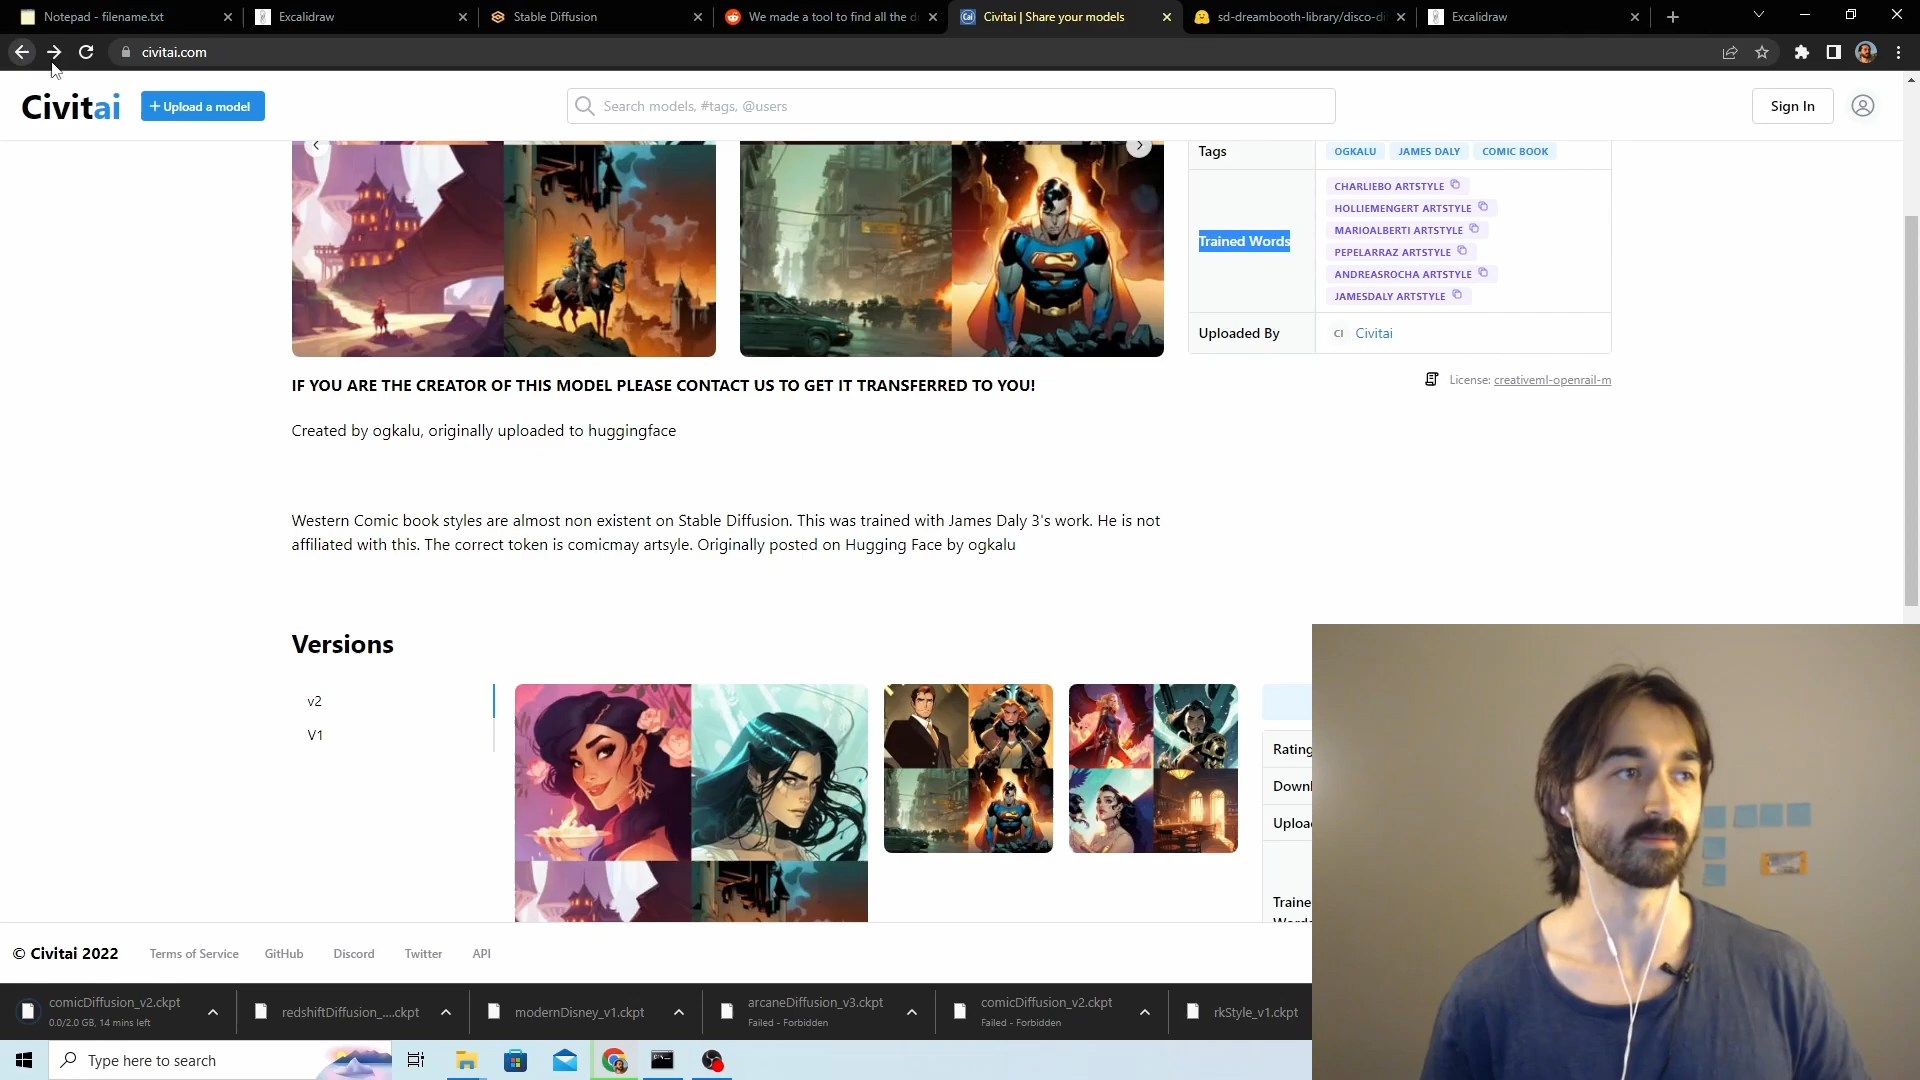 Notepad - filename.txt
Excalidraw
Stable Diffusion
We made a tool to find all the d
Civitai | Share your models
sd-dreambooth-library/disco-di
Excalidraw
civitai.com
Civitai
+ Upload a model
Search models, #tags, @users
Sign In
Tags
OGKALU
JAMES DALY
COMIC BOOK
Trained Words
CHARLIEBO ARTSTYLE
HOLLIEMENGERT ARTSTYLE
MARIOALBERTI ARTSTYLE
PEPELARRAZ ARTSTYLE
ANDREASROCHA ARTSTYLE
JAMESDALY ARTSTYLE
Uploaded By
CI Civitai
License: creativeml-openrail-m
IF YOU ARE THE CREATOR OF THIS MODEL PLEASE CONTACT US TO GET IT TRANSFERRED TO YOU!
Created by ogkalu, originally uploaded to huggingface
Western Comic book styles are almost non existent on Stable Diffusion. This was trained with James Daly 3's work. He is not
affiliated with this. The correct token is comicmay artsyle. Originally posted on Hugging Face by ogkalu
Versions
v2
V1
Rating
Downl
Uploa
Traine
© Civitai 2022
Terms of Service
GitHub
Discord
Twitter
API
comicDiffusion_v2.ckpt
0.0/2.0 GB, 14 mins left
redshiftDiffusion_....ckpt
modernDisney_v1.ckpt
arcaneDiffusion_v3.ckpt
Failed - Forbidden
comicDiffusion_v2.ckpt
Failed - Forbidden
rkStyle_v1.ckpt
Type here to search